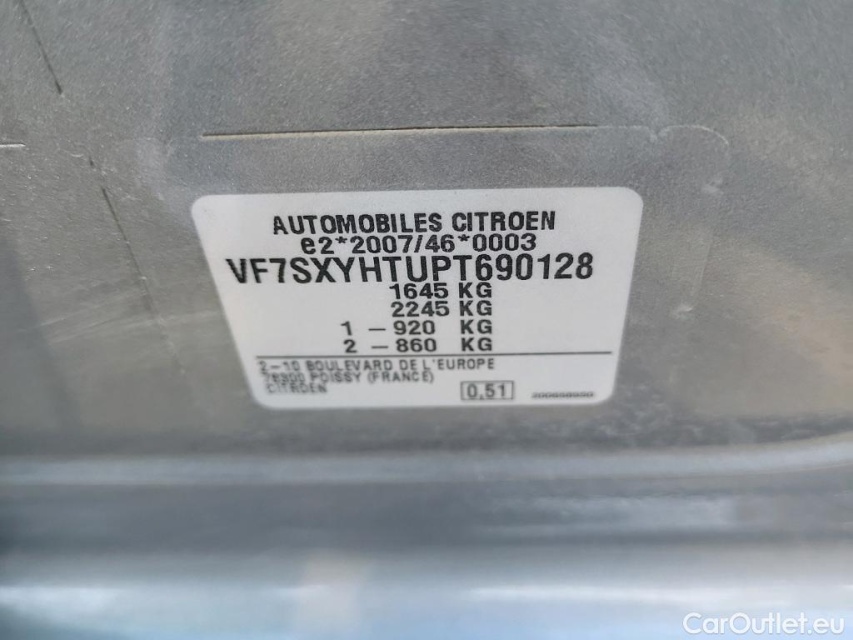 AUTOMOBILES CITROEN
e2*2007/46*0003
VF7SXYHTUPT690128
1645 KG
2245 KG
1 - 920 KG
2 - 860 KG
2-10 BOULEVARD DE L'EUROPE
78300 POISSY (FRANCE)
CITROEN
0.51
CarOutlet.eu